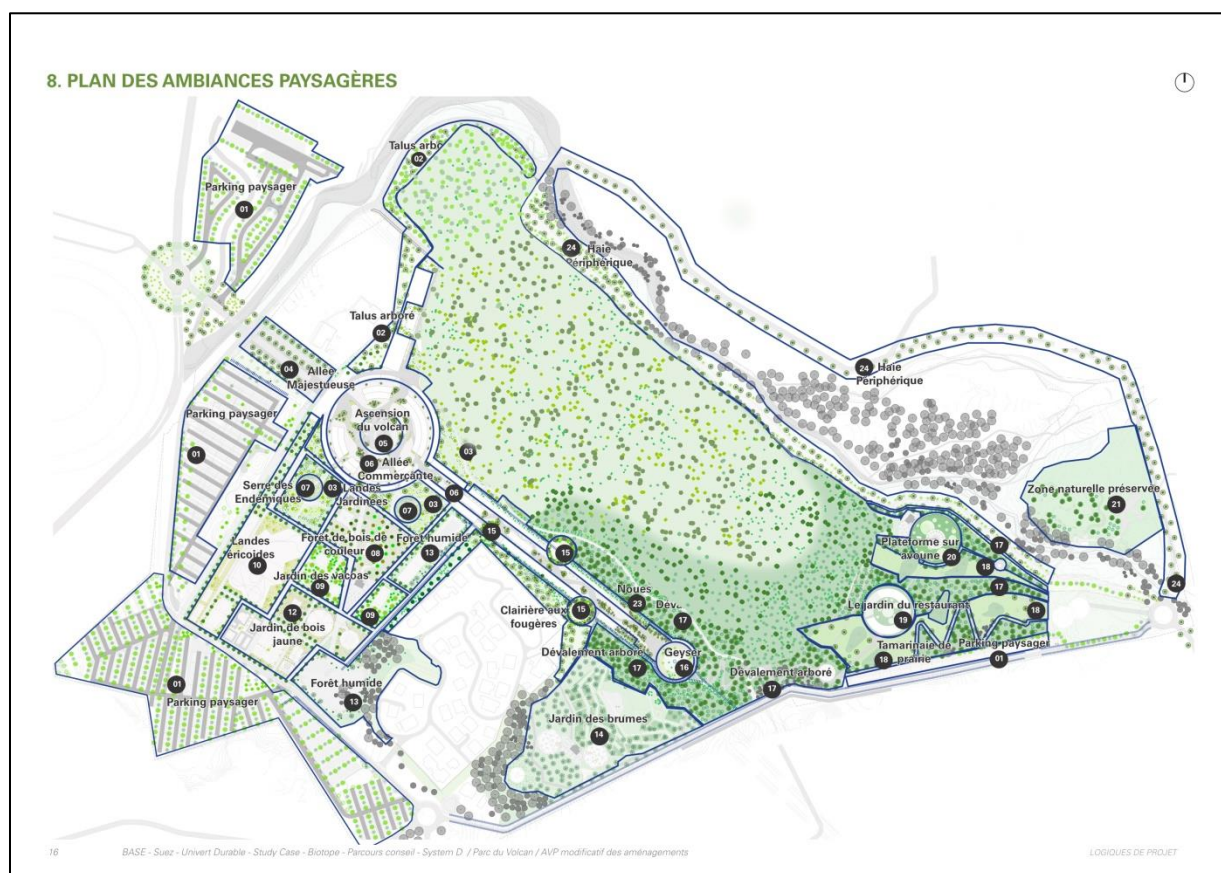 8. PLAN DES AMBIANCES PAYSAGÈRES
Talus arbo
02
Parking paysager
01
24
Haie
Périphérique
Talus arboré
02
04
Allée
Majestueuse
24
Haie
Périphérique
Parking paysager
01
Ascension
du volcan
05
06
Allée
Commerçante
03
06
Serre des
Endémiques
07
03
Landes
Jardinées
07
03
15
Zone naturelle préservée
21
Landes
éricoides
10
Forêt de bois de
couleur
08
Forêt humide
13
15
Plateforme sur
avoune
20
17
18
17
Jardin des vacoas
09
09
12
Jardin de bois
jaune
Clairière aux
fougères
15
Noues
23
Déva
17
24
Le jardin du restaurant
19
18
Tamarinaie de
prairie
18
Parking paysager
01
Dévalement arboré
17
Geyser
16
Dévalement arboré
17
01
Parking paysager
Forêt humide
13
Jardin des brumes
14
16
BASE - Suez - Univert Durable - Study Case - Biotope - Parcours conseil - System D / Parc du Volcan / AVP modificatif des aménagements
LOGIQUES DE PROJET